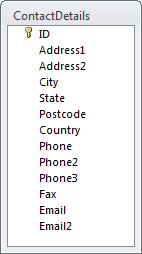 ContactDetails
ID
Address1
Address2
City
State
Postcode
Country
Phone
Phone2
Phone3
Fax
Email
Email2